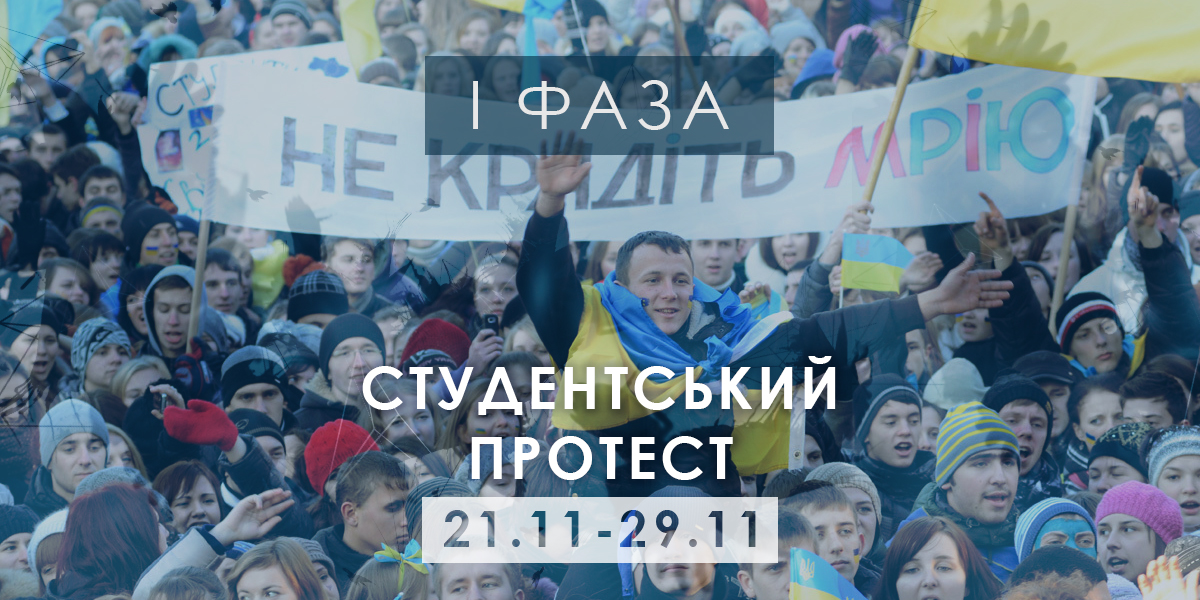 І ФАЗА
НЕ КРАДІТЬ МРІЮ
СТУДЕНТСЬКИЙ
ПРОТЕСТ
21.11-29.11